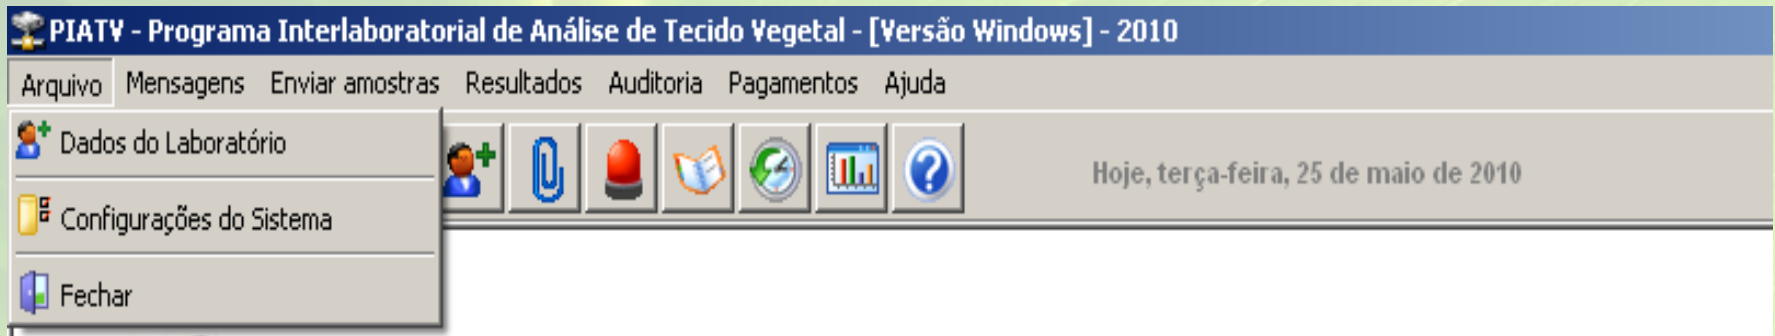 PIATV - Programa Interlaboratorial de Análise de Tecido Vegetal - [Versão Windows] - 2010
Arquivo Mensagens Enviar amostras Resultados Auditoria Pagamentos Ajuda
Dados do Laboratório
Hoje, terça-feira, 25 de maio de 2010
Configurações do Sistema
Fechar